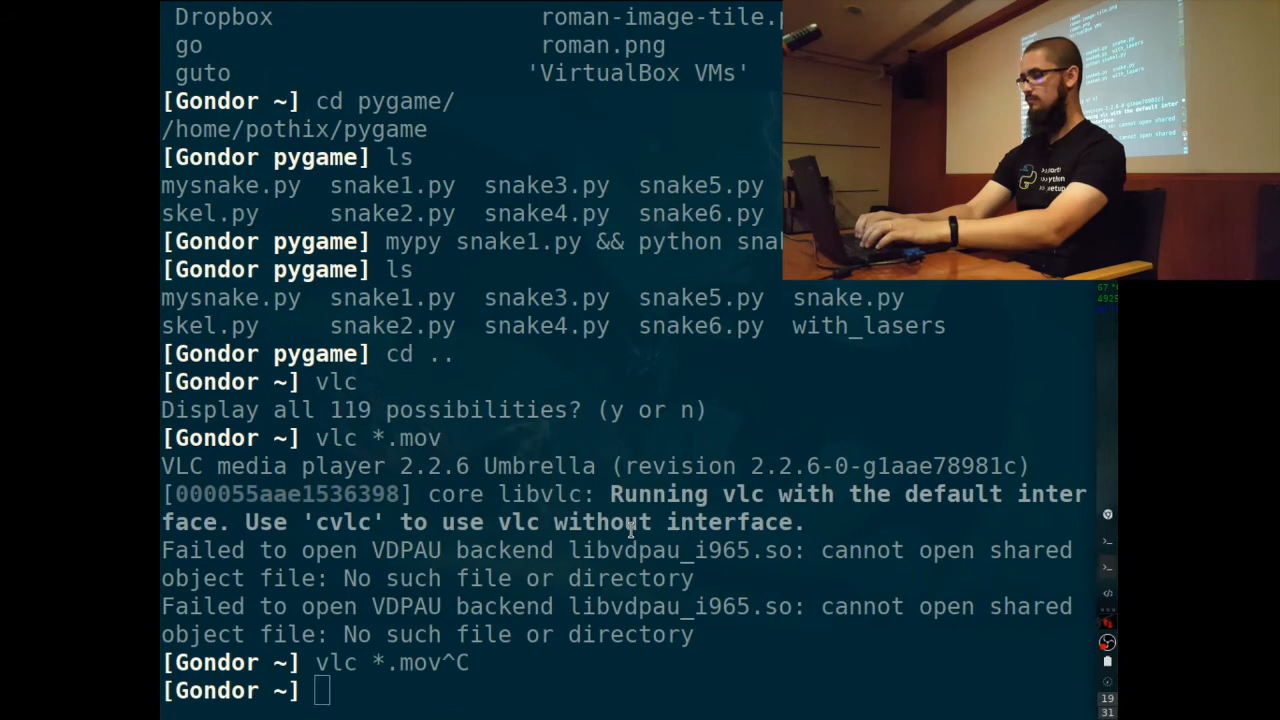 Dropbox roman-image-tile.
go roman.png
guto 'VirtualBox VMs'
[Gondor ~] cd pygame/
/home/pothix/pygame
[Gondor pygame] ls
mysnake.py snake1.py snake3.py snake5.py
skel.py snake2.py snake4.py snake6.py
[Gondor pygame] mypy snake1.py && python sna
[Gondor pygame] ls
mysnake.py snake1.py snake3.py snake5.py snake.py
skel.py snake2.py snake4.py snake6.py with_lasers
[Gondor pygame] cd ..
[Gondor ~] vlc
Display all 119 possibilities? (y or n)
[Gondor ~] vlc *.mov
VLC media player 2.2.6 Umbrella (revision 2.2.6-0-g1aae78981c)
[000055aae1536398] core libvlc: Running vlc with the default inter
face. Use 'cvlc' to use vlc without interface.
Failed to open VDPAU backend libvdpau_i965.so: cannot open shared
object file: No such file or directory
Failed to open VDPAU backend libvdpau_i965.so: cannot open shared
object file: No such file or directory
[Gondor ~] vlc *.mov^C
[Gondor ~]
67
19
31